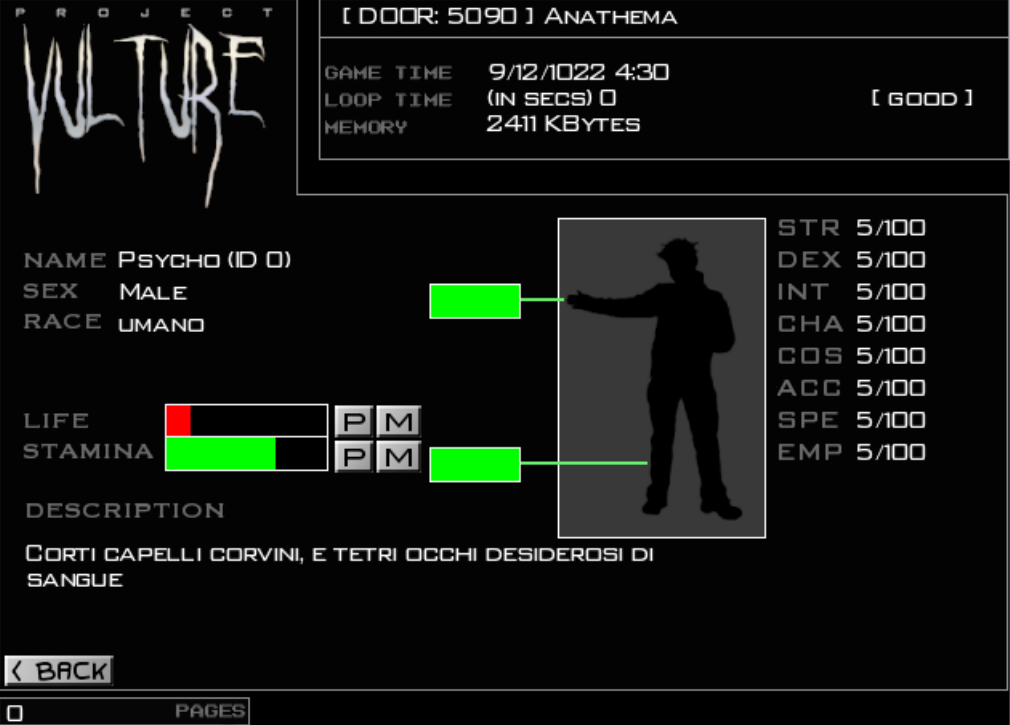 PROJECT
VULTURE
[ DOOR: 5090 ] Anathema
GAME TIME 9/12/1022 4:30
LOOP TIME (in secs) 0 [ GOOD ]
MEMORY 2411 KBytes
NAME Psycho (ID 0)
SEX Male
RACE umano
LIFE P M
STAMINA P M
STR 5/100
DEX 5/100
INT 5/100
CHA 5/100
COS 5/100
ACC 5/100
SPE 5/100
EMP 5/100
DESCRIPTION
Corti capelli corvini, e tetri occhi desiderosi di
sangue
< BACK
0 PAGES